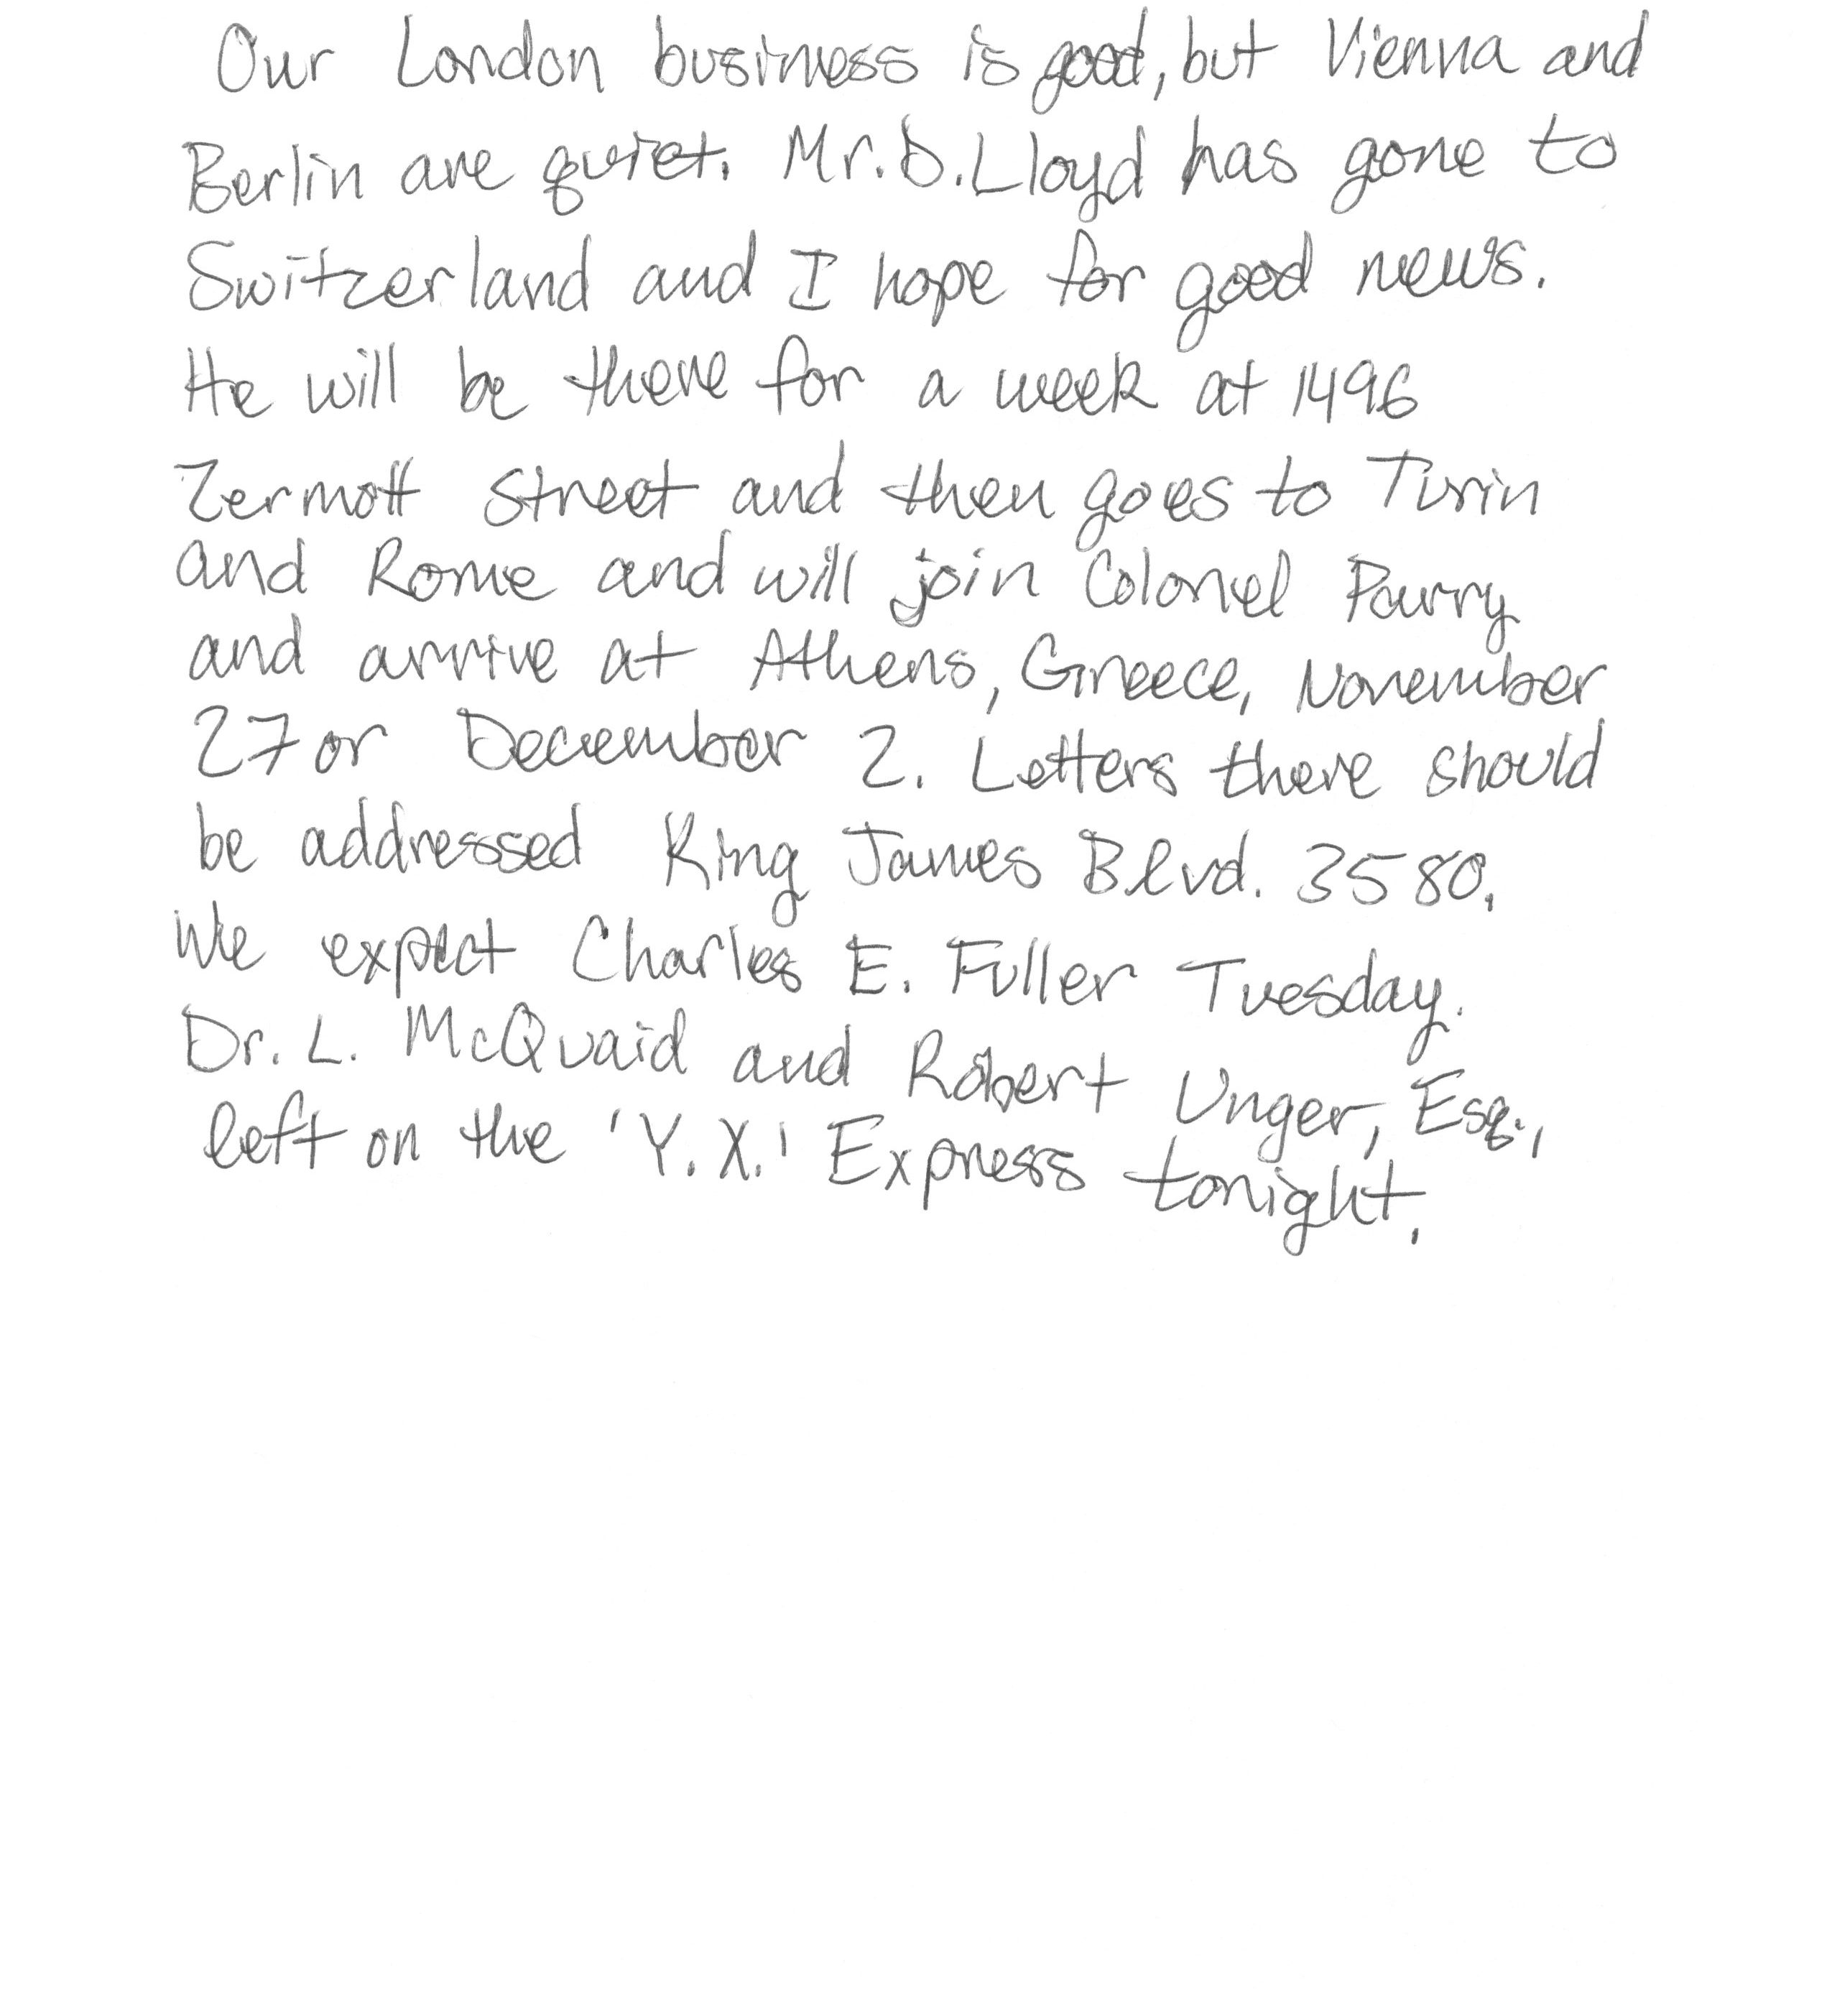 Our London business is good, but Vienna and
Berlin are quiet. Mr. D. Lloyd has gone to
Switzerland and I hope for good news.
He will be there for a week at 1496
Zermott Street and then goes to Turin
and Rome and will join Colonel Parry
and arrive at Athens, Greece, November
27 or December 2. Letters there should
be addressed King James Blvd. 3580.
We expect Charles E. Fuller Tuesday.
Dr. L. McQuaid and Robert Unger, Esq.,
left on the 'Y. X.' Express tonight.